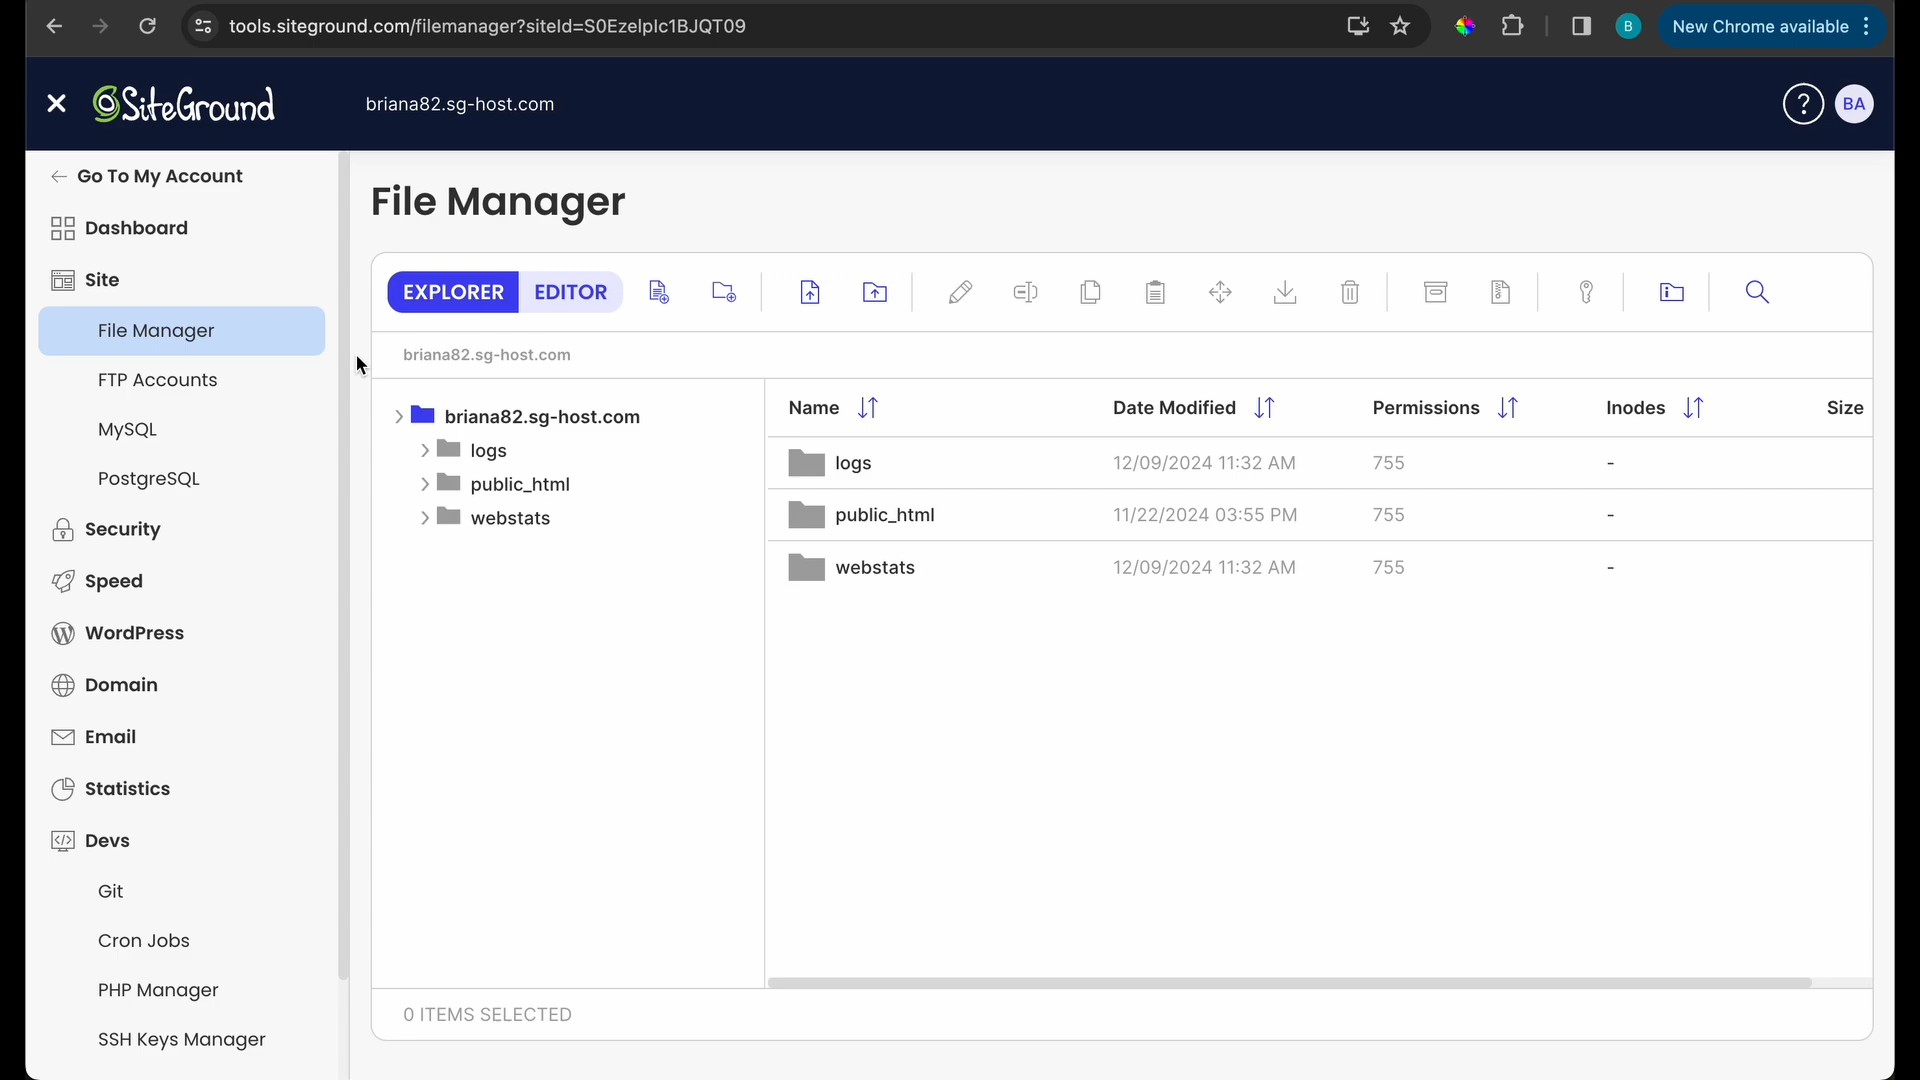 tools.siteground.com/filemanager?siteId=S0EzelpIc1BJQT09
B
New Chrome available
SiteGround
briana82.sg-host.com
?
BA
Go To My Account
Dashboard
Site
File Manager
FTP Accounts
MySQL
PostgreSQL
Security
Speed
WordPress
Domain
Email
Statistics
Devs
Git
Cron Jobs
PHP Manager
SSH Keys Manager
File Manager
EXPLORER EDITOR
briana82.sg-host.com
briana82.sg-host.com
logs
public_html
webstats
Name Date Modified Permissions Inodes Size
logs 12/09/2024 11:32 AM 755 -
public_html 11/22/2024 03:55 PM 755 -
webstats 12/09/2024 11:32 AM 755 -
0 ITEMS SELECTED